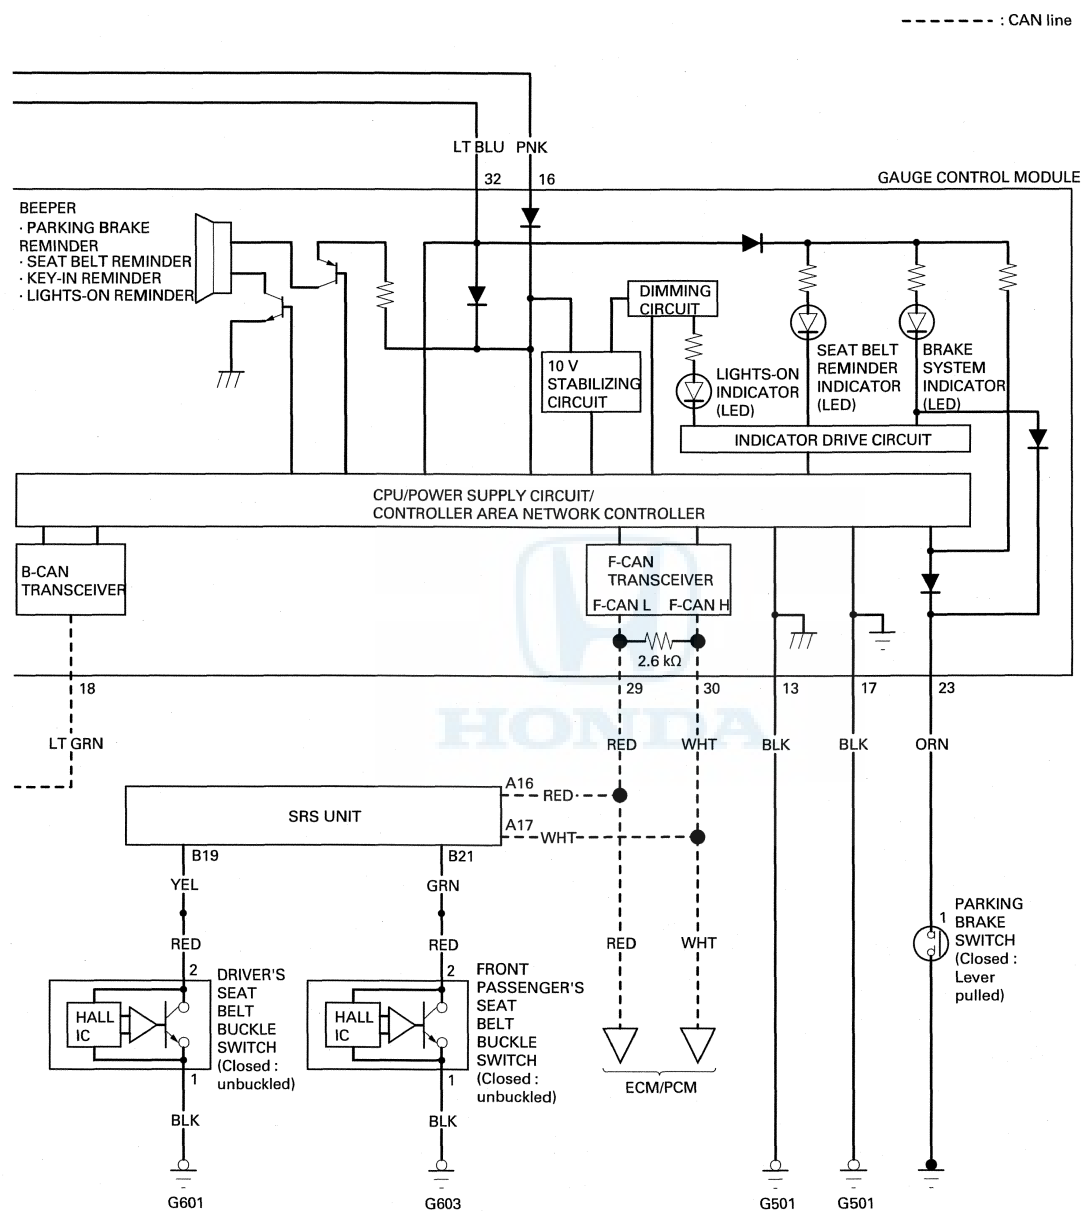 : CAN line
LT BLU PNK
32 16
GAUGE CONTROL MODULE
BEEPER
· PARKING BRAKE
REMINDER
· SEAT BELT REMINDER
· KEY-IN REMINDER
· LIGHTS-ON REMINDER
DIMMING
CIRCUIT
10 V
STABILIZING
CIRCUIT
LIGHTS-ON
INDICATOR
(LED)
SEAT BELT
REMINDER
INDICATOR
(LED)
BRAKE
SYSTEM
INDICATOR
(LED)
INDICATOR DRIVE CIRCUIT
CPU/POWER SUPPLY CIRCUIT/
CONTROLLER AREA NETWORK CONTROLLER
B-CAN
TRANSCEIVER
F-CAN
TRANSCEIVER
F-CAN L F-CAN H
2.6 kΩ
18 29 30 13 17 23
HONDA
LT GRN RED WHT BLK BLK ORN
SRS UNIT
A16
RED
A17
WHT
B19 B21
YEL GRN
RED RED RED WHT
PARKING
BRAKE
SWITCH
(Closed :
Lever
pulled)
1
2
HALL
IC
1
DRIVER'S
SEAT
BELT
BUCKLE
SWITCH
(Closed :
unbuckled)
2
HALL
IC
1
FRONT
PASSENGER'S
SEAT
BELT
BUCKLE
SWITCH
(Closed :
unbuckled)
ECM/PCM
BLK BLK
G601 G603 G501 G501